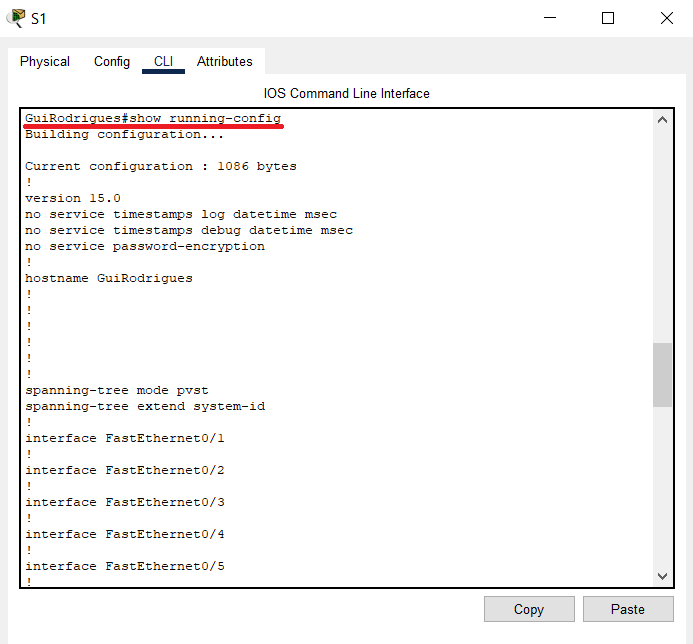 S1
Physical Config CLI Attributes
IOS Command Line Interface
GuiRodrigues#show running-config
Building configuration...
Current configuration : 1086 bytes
!
version 15.0
no service timestamps log datetime msec
no service timestamps debug datetime msec
no service password-encryption
!
hostname GuiRodrigues
!
!
!
!
!
!
spanning-tree mode pvst
spanning-tree extend system-id
!
interface FastEthernet0/1
!
interface FastEthernet0/2
!
interface FastEthernet0/3
!
interface FastEthernet0/4
!
interface FastEthernet0/5
!
Copy Paste